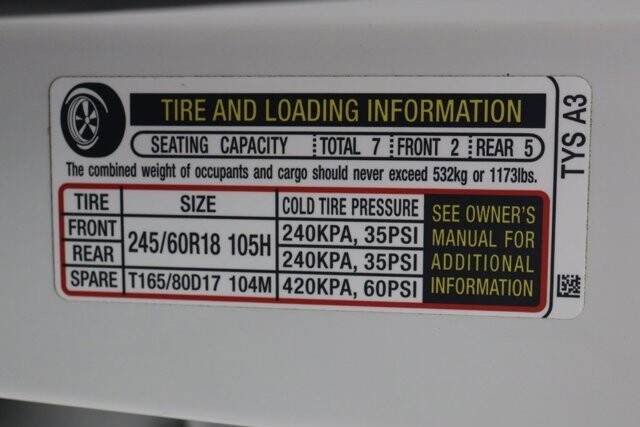 TIRE AND LOADING INFORMATION
SEATING CAPACITY TOTAL 7 FRONT 2 REAR 5
The combined weight of occupants and cargo should never exceed 532kg or 1173lbs.
TIRE SIZE COLD TIRE PRESSURE
FRONT 245/60R18 105H 240KPA, 35PSI
REAR 240KPA, 35PSI
SPARE T165/80D17 104M 420KPA, 60PSI
SEE OWNER'S
MANUAL FOR
ADDITIONAL
INFORMATION
TYS A3